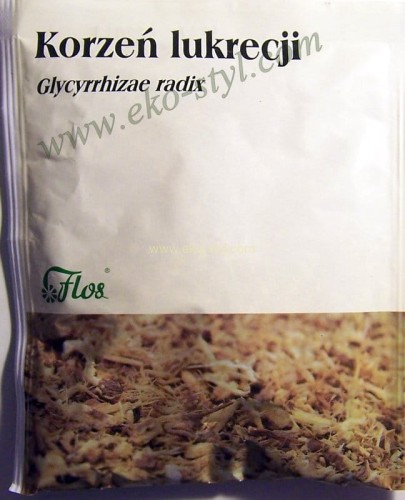 Korzeń lukrecji
Glycyrrhizae radix
www.eko-styl.com
Flos®